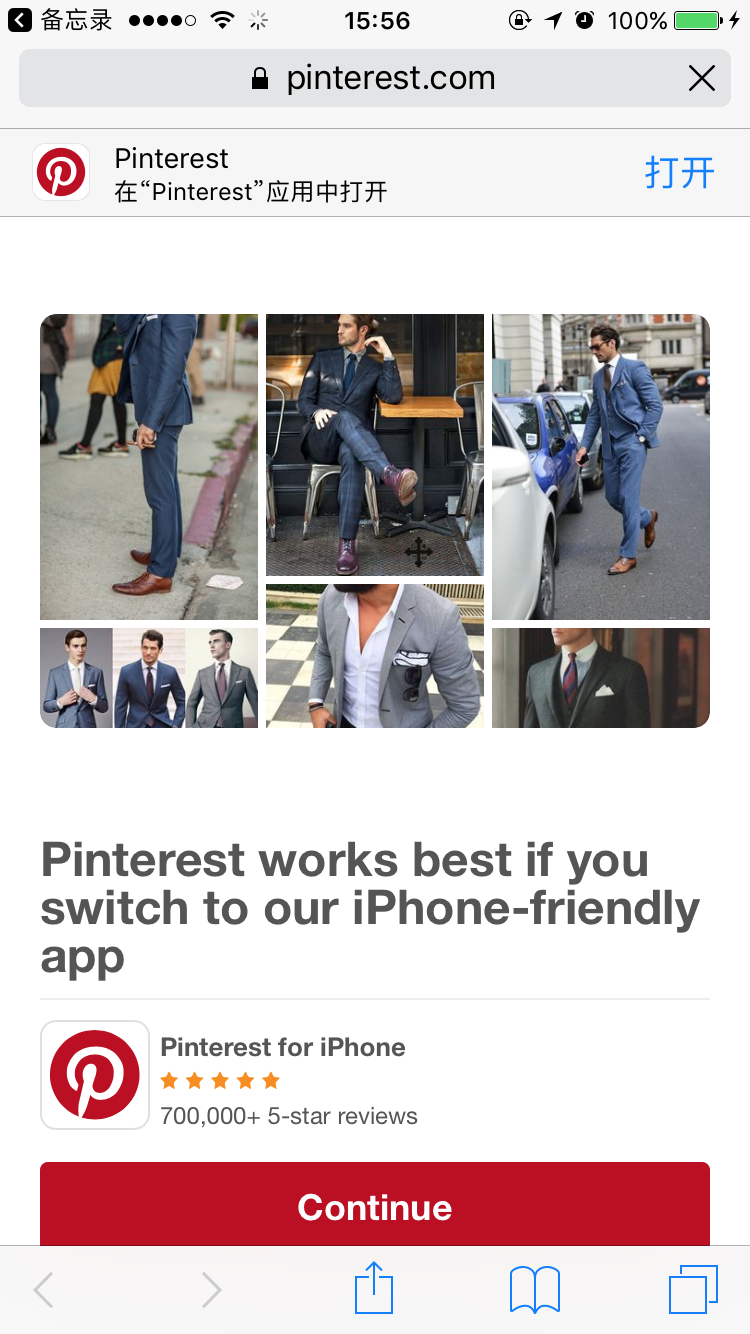 备忘录 15:56 100%
pinterest.com
Pinterest
在“Pinterest”应用中打开
打开
Pinterest works best if you
switch to our iPhone-friendly
app
Pinterest for iPhone
700,000+ 5-star reviews
Continue